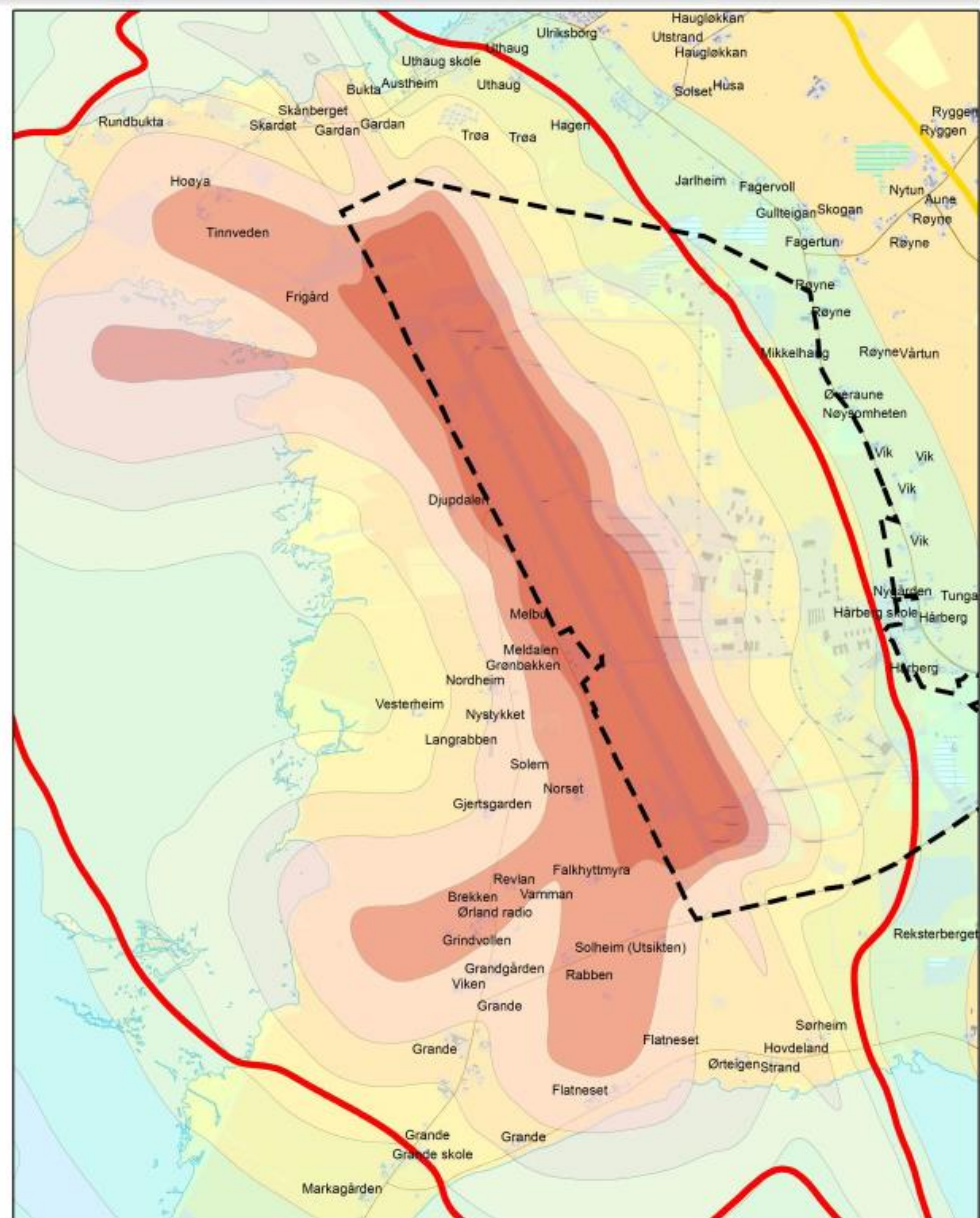 Haugløkkan
Ulriksborg
Utstrand
Uthaug
Haugløkkan
Uthaug skole
Bukta
Austheim
Uthaug
Solset
Husa
Skånberget
Rundbukta
Skardet
Gardan
Gardan
Hagen
Trøa
Trøa
Ryggen
Ryggen
Hoøya
Jarlheim
Fagervoll
Nytun
Aune
Gullteigan
Skogan
Røyne
Tinnveden
Fagertun
Røyne
Røyne
Frigård
Røyne
Mikkelhaug
Røyne
Vårtun
Øveraune
Nøysomheten
Vik
Vik
Vik
Djupdalen
Vik
Nygården
Tunga
Melbu
Hårberg skole
Hårberg
Meldalen
Grønbakken
Hårberg
Nordheim
Vesterheim
Nystykket
Langrabben
Solem
Norset
Gjertsgarden
Falkhyttmyra
Revlan
Brekken
Vamman
Ørland radio
Reksterberget
Grindvollen
Solheim (Utsikten)
Grandgården
Rabben
Viken
Grande
Sørheim
Flatneset
Grande
Hovdeland
Ørteigen
Strand
Flatneset
Grande
Grande
Grande skole
Markagården